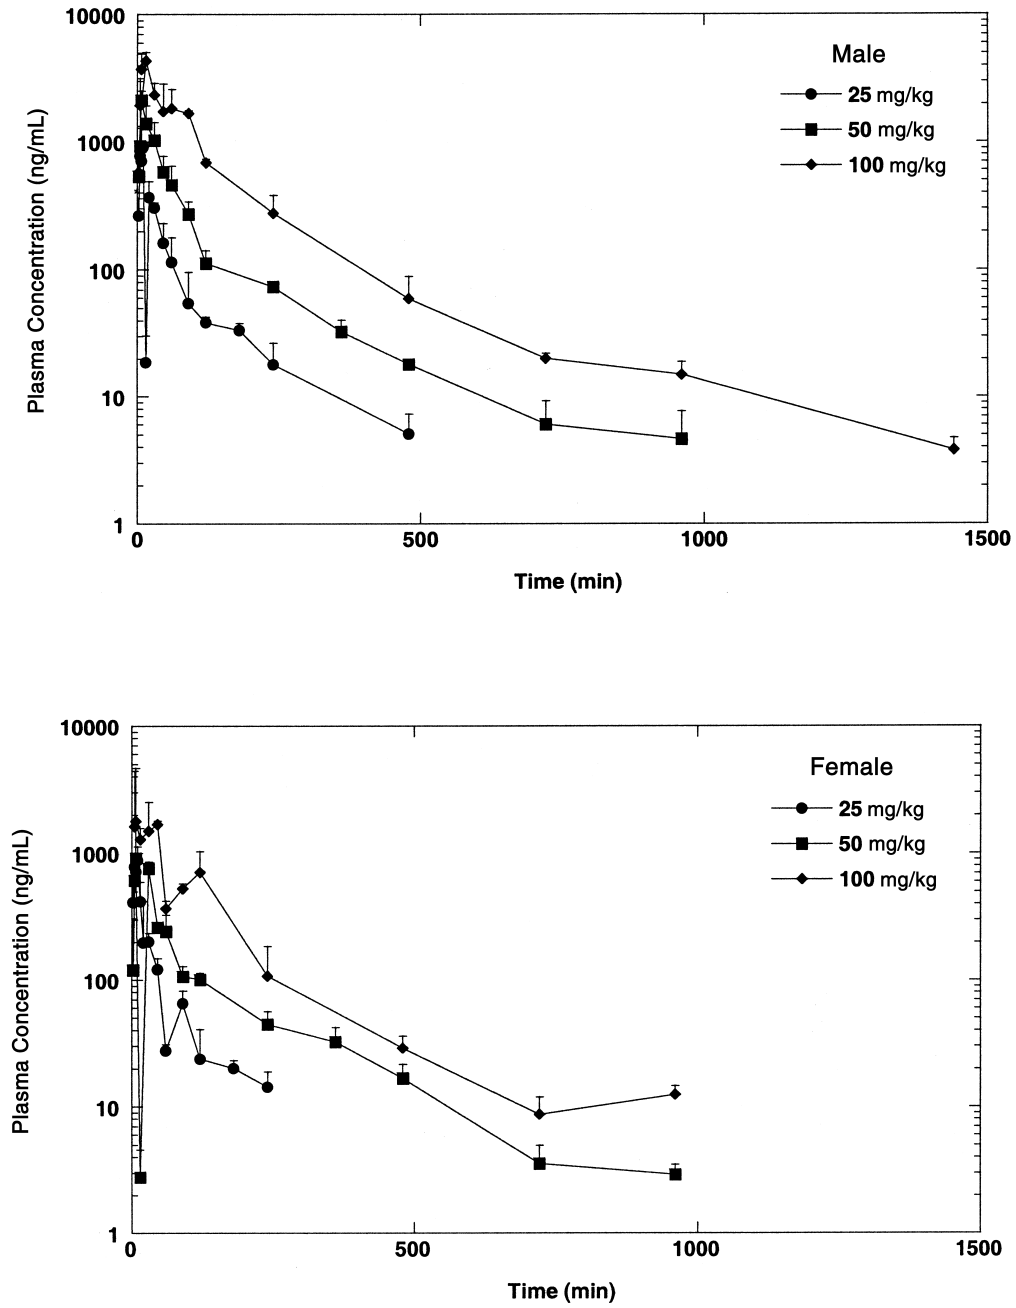 10000
1000
100
10
1
Plasma Concentration (ng/mL)
Male
25 mg/kg
50 mg/kg
100 mg/kg
0 500 1000 1500
Time (min)
10000
1000
100
10
1
Plasma Concentration (ng/mL)
Female
25 mg/kg
50 mg/kg
100 mg/kg
0 500 1000 1500
Time (min)